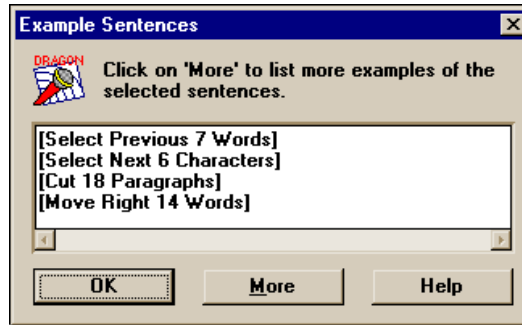 Example Sentences
DRAGON
Click on 'More' to list more examples of the
selected sentences.
[Select Previous 7 Words]
[Select Next 6 Characters]
[Cut 18 Paragraphs]
[Move Right 14 Words]
OK
More
Help